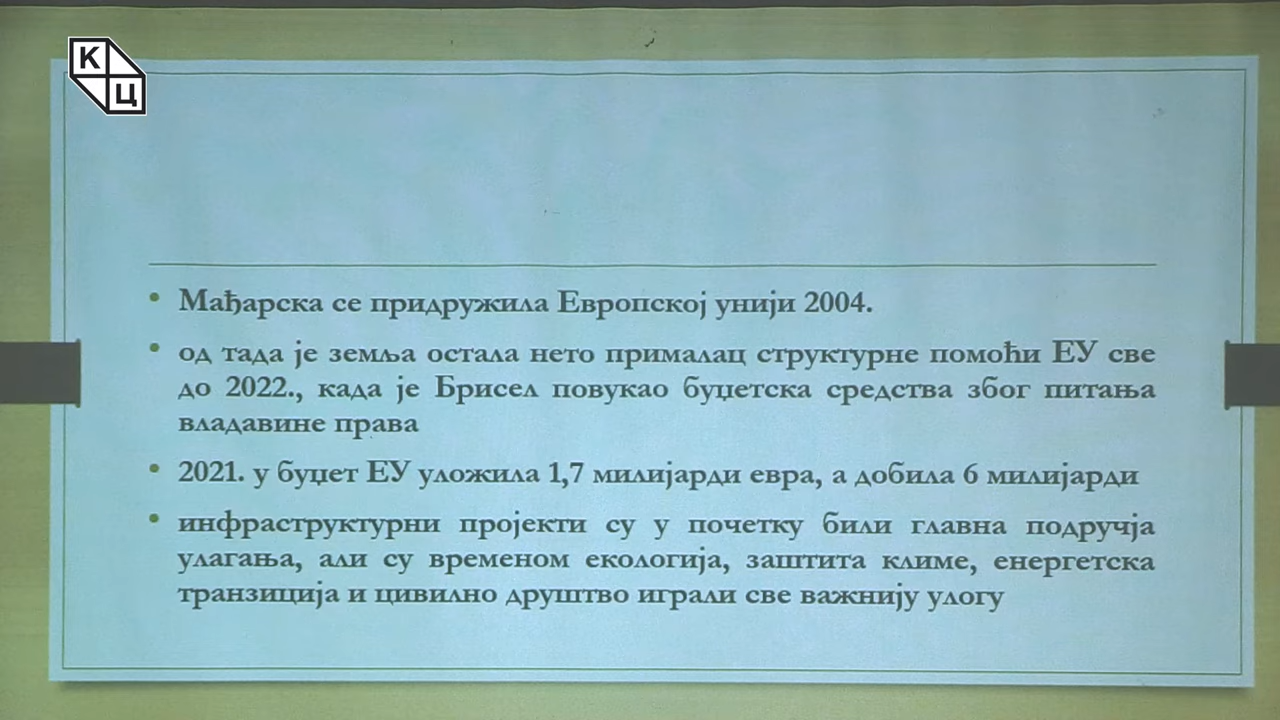 К
Ц
• Мађарска се придружила Европској унији 2004.
• од тада је земља остала нето прималац структурне помоћи ЕУ све
до 2022., када је Брисел повукао буџетска средства због питања
владавине права
• 2021. у буџет ЕУ уложила 1,7 милијарди евра, а добила 6 милијарди
• инфраструктурни пројекти су у почетку били главна подручја
улагања, али су временом екологија, заштита климе, енергетска
транзиција и цивилно друштво играли све важнију улогу